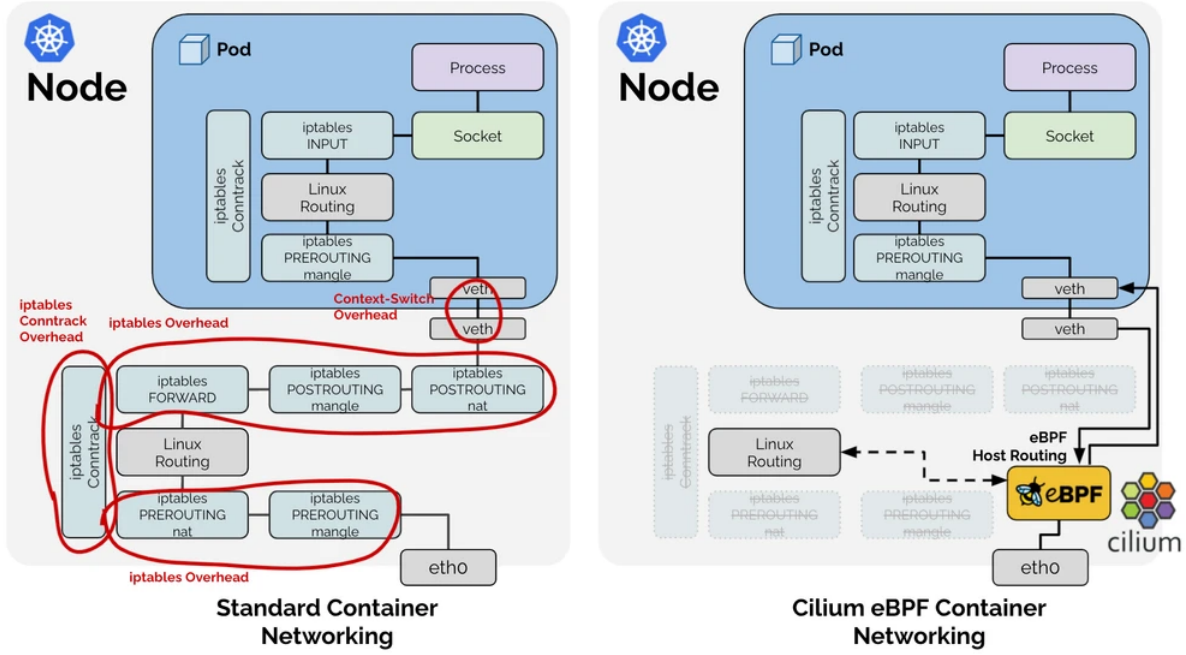 Node
Pod
Process
iptables
INPUT
Socket
iptables
Conntrack
Linux
Routing
iptables
PREROUTING
mangle
veth
Context-Switch
Overhead
veth
iptables
Conntrack
Overhead
iptables Overhead
iptables
Conntrack
iptables
FORWARD
iptables
POSTROUTING
mangle
iptables
POSTROUTING
nat
Linux
Routing
iptables
PREROUTING
nat
iptables
PREROUTING
mangle
iptables Overhead
eth0
Standard Container
Networking
Node
Pod
Process
iptables
INPUT
Socket
iptables
Conntrack
Linux
Routing
iptables
PREROUTING
mangle
veth
veth
iptables
Conntrack
iptables
FORWARD
iptables
POSTROUTING
mangle
iptables
POSTROUTING
nat
Linux
Routing
eBPF
Host Routing
eBPF
cilium
iptables
PREROUTING
nat
iptables
PREROUTING
mangle
eth0
Cilium eBPF Container
Networking